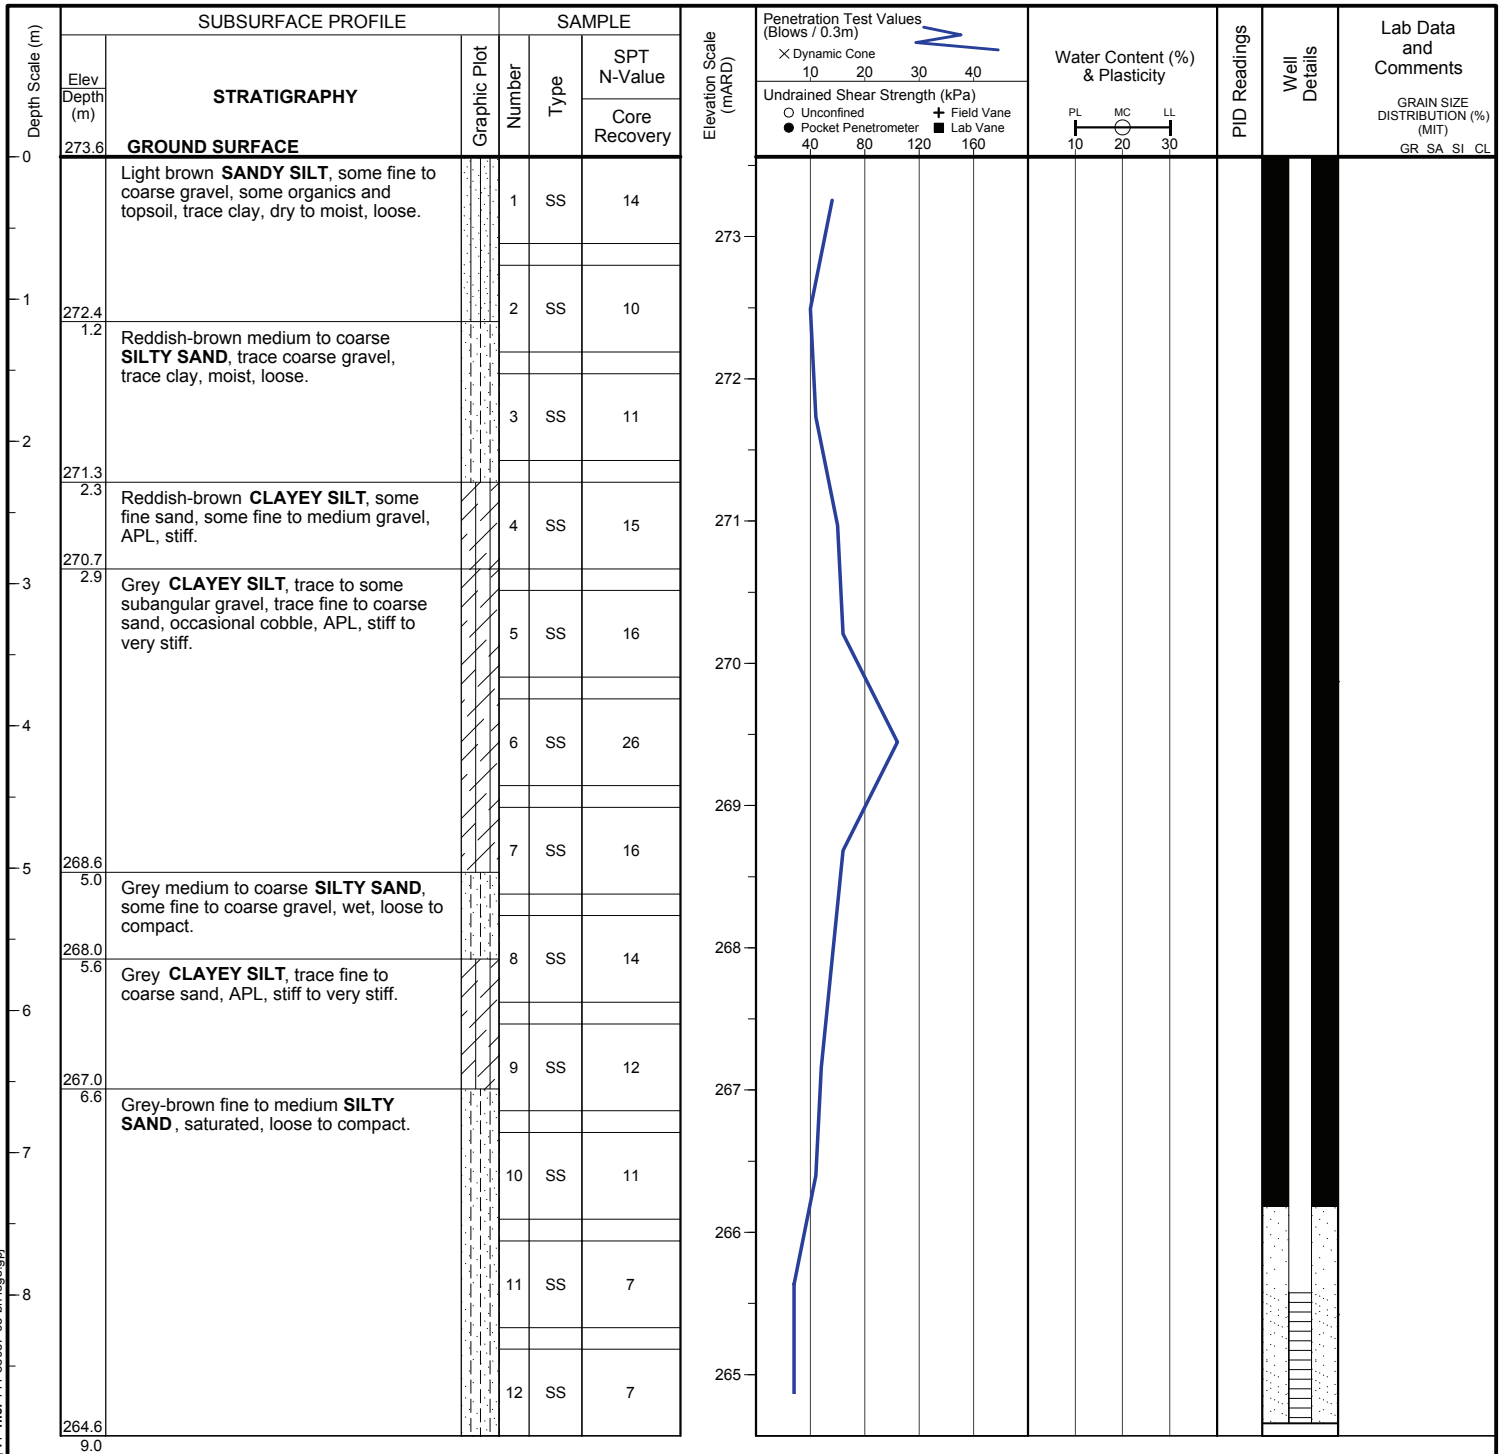 SUBSURFACE PROFILE
SAMPLE
Depth Scale (m)
Elev
Depth
(m)
STRATIGRAPHY
Graphic Plot
Number
Type
SPT
N-Value
Core
Recovery
Elevation Scale
(mARD)
Penetration Test Values
(Blows / 0.3m)
× Dynamic Cone
10 20 30 40
Undrained Shear Strength (kPa)
○ Unconfined + Field Vane
● Pocket Penetrometer ■ Lab Vane
40 80 120 160
Water Content (%)
& Plasticity
PL MC LL
10 20 30
PID Readings
Well
Details
Lab Data
and
Comments
GRAIN SIZE
DISTRIBUTION (%)
(MIT)
GR SA SI CL
273.6 GROUND SURFACE
0
Light brown SANDY SILT, some fine to
coarse gravel, some organics and
topsoil, trace clay, dry to moist, loose.
1 SS 14
273
1
2 SS 10
272.4
1.2
Reddish-brown medium to coarse
SILTY SAND, trace coarse gravel,
trace clay, moist, loose.
272
3 SS 11
2
271.3
2.3
Reddish-brown CLAYEY SILT, some
fine sand, some fine to medium gravel,
APL, stiff.
4 SS 15
271
270.7
2.9
3
Grey CLAYEY SILT, trace to some
subangular gravel, trace fine to coarse
sand, occasional cobble, APL, stiff to
very stiff.
5 SS 16
270
4
6 SS 26
269
7 SS 16
268.6
5
5.0
Grey medium to coarse SILTY SAND,
some fine to coarse gravel, wet, loose to
compact.
268.0
268
5.6
8 SS 14
Grey CLAYEY SILT, trace fine to
coarse sand, APL, stiff to very stiff.
6
9 SS 12
267.0
267
6.6
Grey-brown fine to medium SILTY
SAND, saturated, loose to compact.
7
10 SS 11
266
11 SS 7
8
265
12 SS 7
264.6
9.0